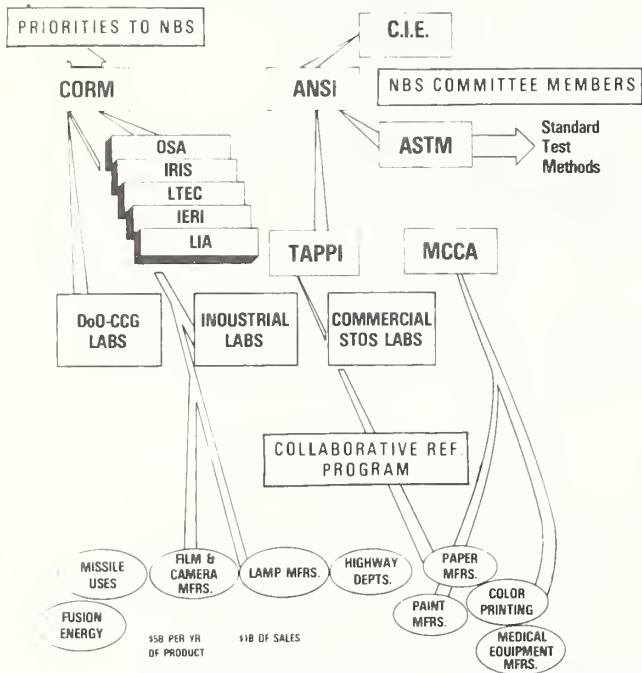 PRIORITIES TO NBS
C.I.E.
CORM
ANSI
NBS COMMITTEE MEMBERS
OSA
IRIS
LTEC
IERI
LIA
ASTM
Standard
Test
Methods
TAPPI
MCCA
DoO-CCG
LABS
INDUSTRIAL
LABS
COMMERCIAL
STOS LABS
COLLABORATIVE REF.
PROGRAM
MISSILE
USES
FILM &
CAMERA
MFRS.
LAMP MFRS.
HIGHWAY
DEPTS.
PAPER
MFRS.
FUSION
ENERGY
PAINT
MFRS.
COLOR
PRINTING
MEDICAL
EQUIPMENT
MFRS.
$5B PER YR
OF PRODUCT
$1B OF SALES